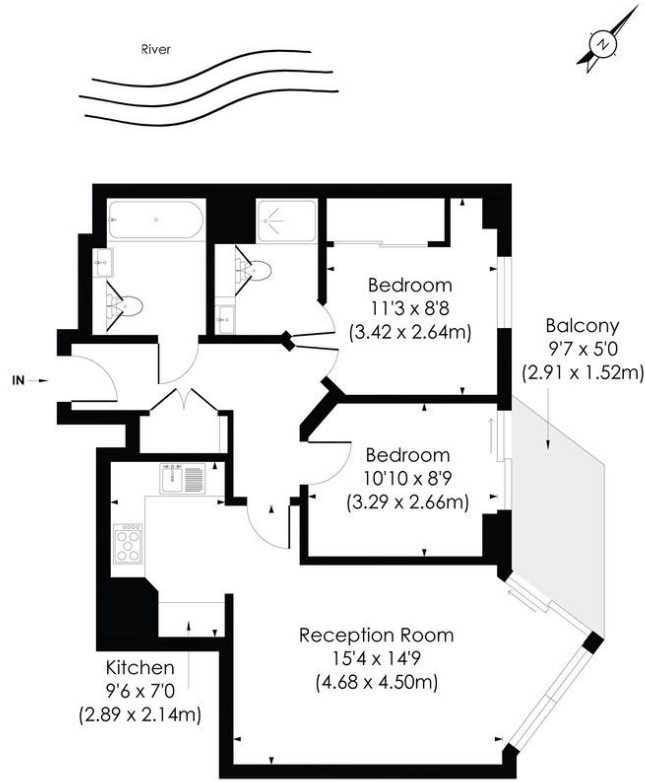 River
N
Bedroom
11'3 x 8'8
(3.42 x 2.64m)
Balcony
9'7 x 5'0
(2.91 x 1.52m)
IN
Bedroom
10'10 x 8'9
(3.29 x 2.66m)
Reception Room
15'4 x 14'9
(4.68 x 4.50m)
Kitchen
9'6 x 7'0
(2.89 x 2.14m)